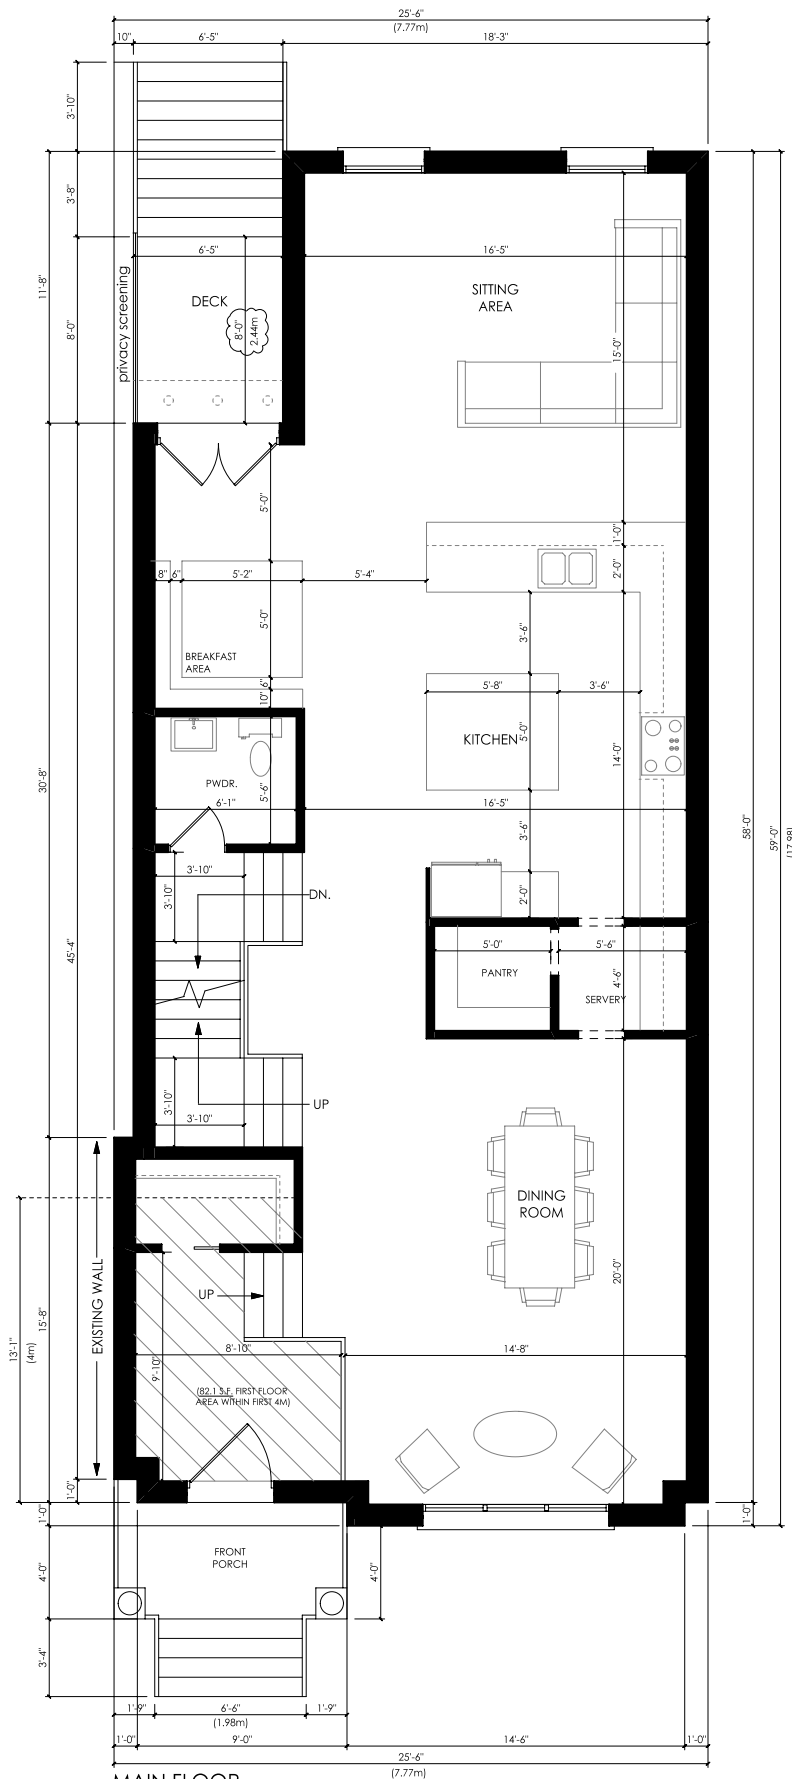 25'-6"
(7.77m)
10"
6'-5"
18'-3"
3'-10"
3'-8"
11'-8"
8'-0"
6'-5"
16'-5"
privacy screening
DECK
8'-0"
2.44m
SITTING
AREA
15'-0"
5'-0"
1'-0"
2'-0"
8"
6"
5'-2"
5'-4"
5'-0"
3'-6"
BREAKFAST
AREA
6"
10"
5'-8"
3'-6"
KITCHEN
5'-0"
14'-0"
PWDR.
5'-6"
6'-1"
16'-5"
30'-8"
58'-0"
59'-0"
(17.98)
3'-6"
3'-10"
3'-10"
DN.
2'-0"
45'-4"
5'-0"
5'-6"
PANTRY
4'-6"
SERVERY
3'-10"
3'-10"
UP
DINING
ROOM
20'-0"
EXISTING WALL
15'-8"
13'-1"
(4m)
UP
8'-10"
14'-8"
9'-10"
(82.1 S.F. FIRST FLOOR
AREA WITHIN FIRST 4M)
1'-0"
1'-0"
1'-0"
FRONT
PORCH
4'-0"
4'-0"
3'-4"
1'-9"
6'-6"
1'-9"
(1.98m)
1'-0"
9'-0"
14'-6"
1'-0"
25'-6"
(7.77m)
MAIN FLOOR